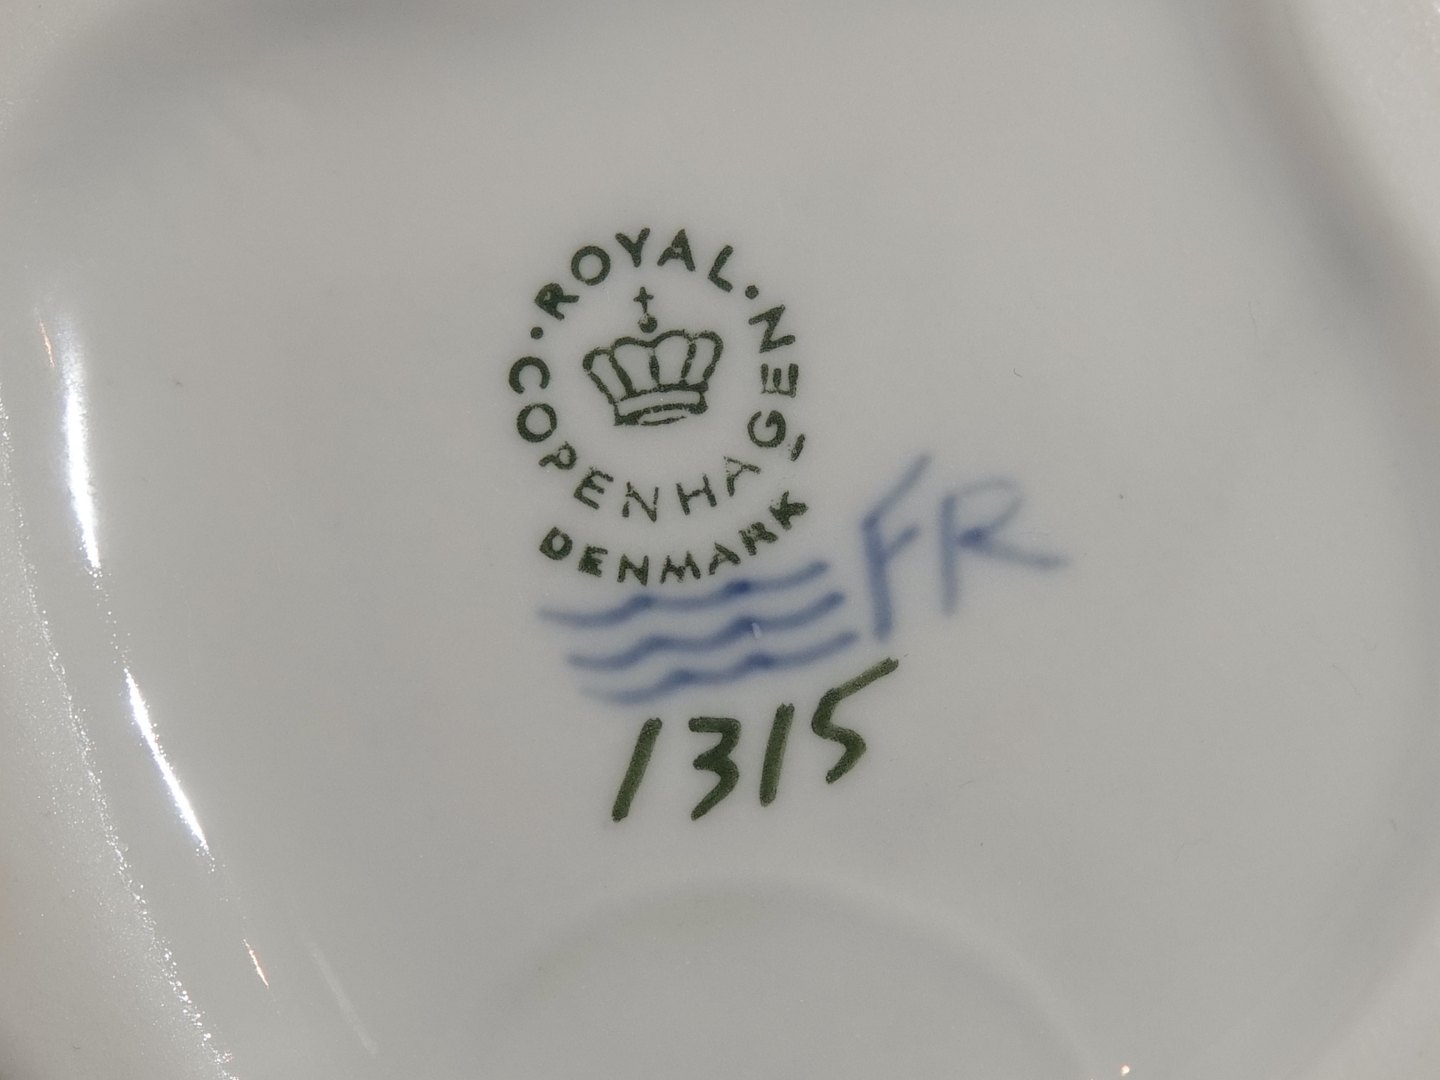 ROYAL
COPENHAGEN
DENMARK
FR
1315